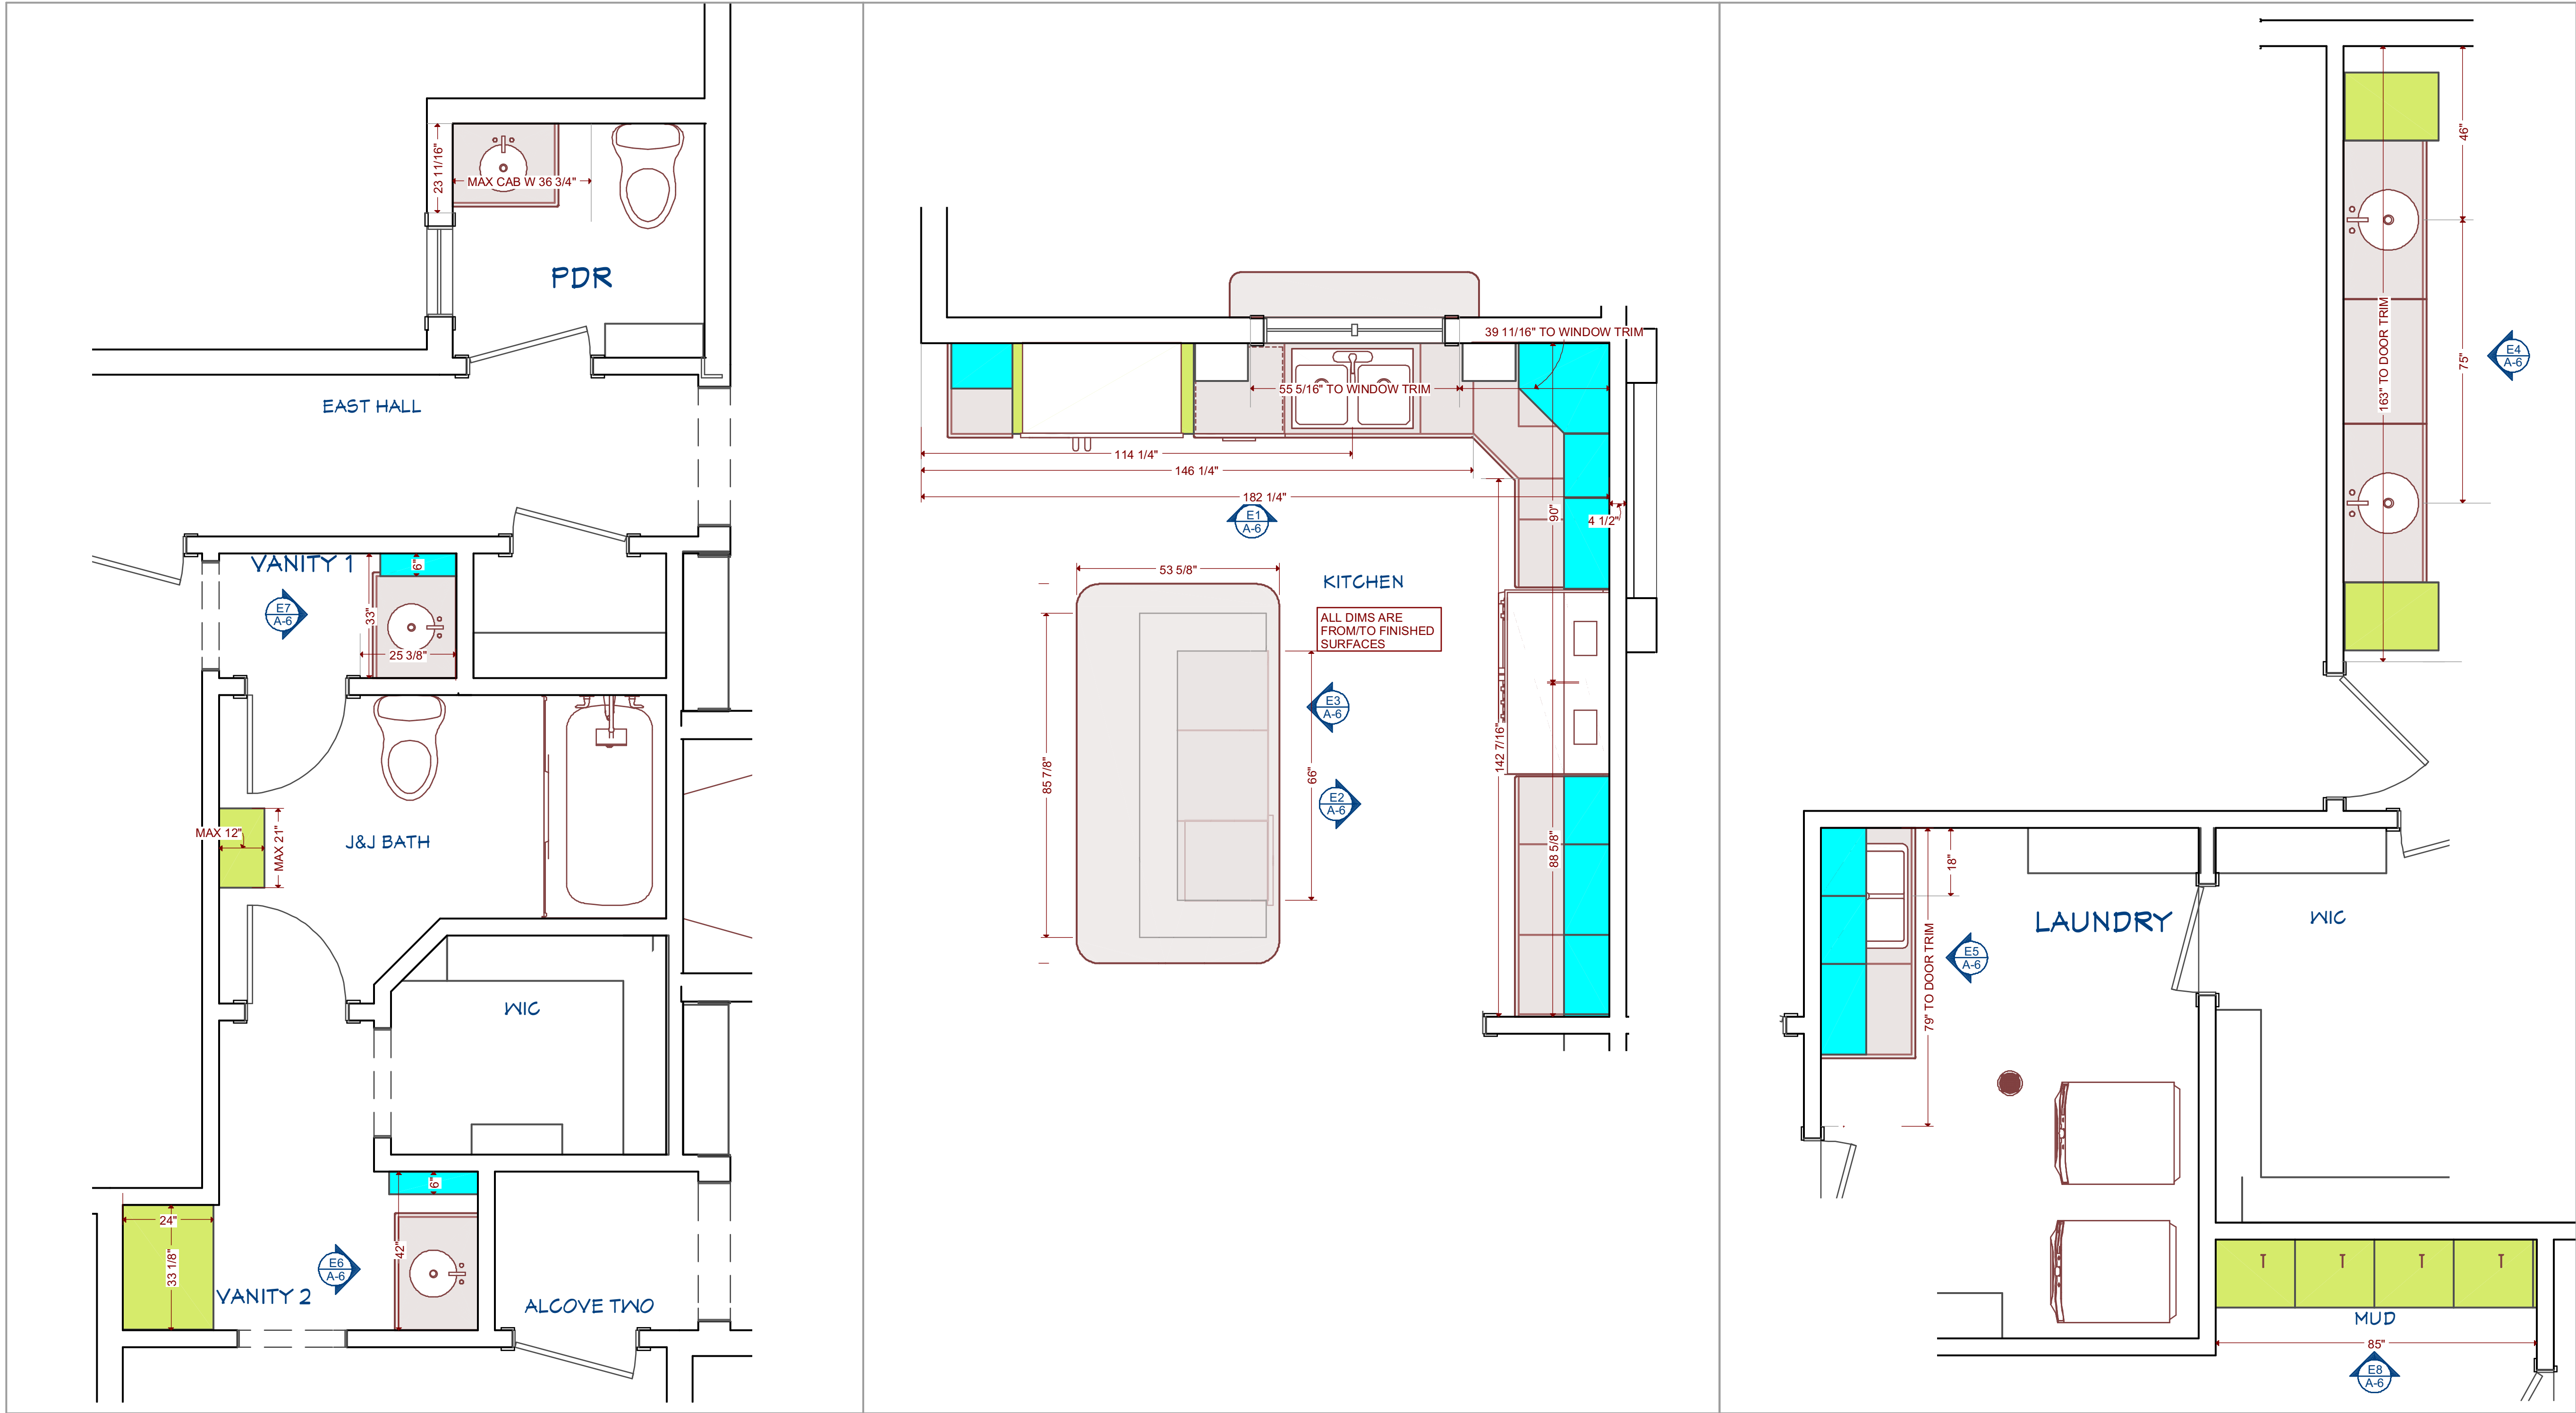 23 11/16"
MAX CAB W 36 3/4"
PDR
EAST HALL
VANITY 1
6"
E7
A-6
33"
25 3/8"
MAX 12"
MAX 21"
J&J BATH
WIC
6"
24"
33 1/8"
42"
E6
A-6
VANITY 2
ALCOVE TWO
39 11/16" TO WINDOW TRIM
55 5/16" TO WINDOW TRIM
114 1/4"
146 1/4"
182 1/4"
E1
A-6
90"
4 1/2"
53 5/8"
KITCHEN
ALL DIMS ARE
FROM/TO FINISHED
SURFACES
E3
A-6
142 7/16"
85 7/8"
66"
E2
A-6
88 5/8"
46"
163" TO DOOR TRIM
75"
E4
A-6
18"
79" TO DOOR TRIM
LAUNDRY
WIC
E5
A-6
MUD
85"
E8
A-6